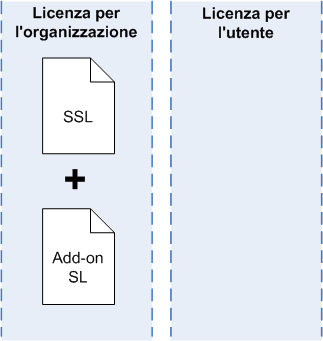 Licenza per
l'organizzazione
Licenza per
l'utente
SSL
+
Add-on
SL